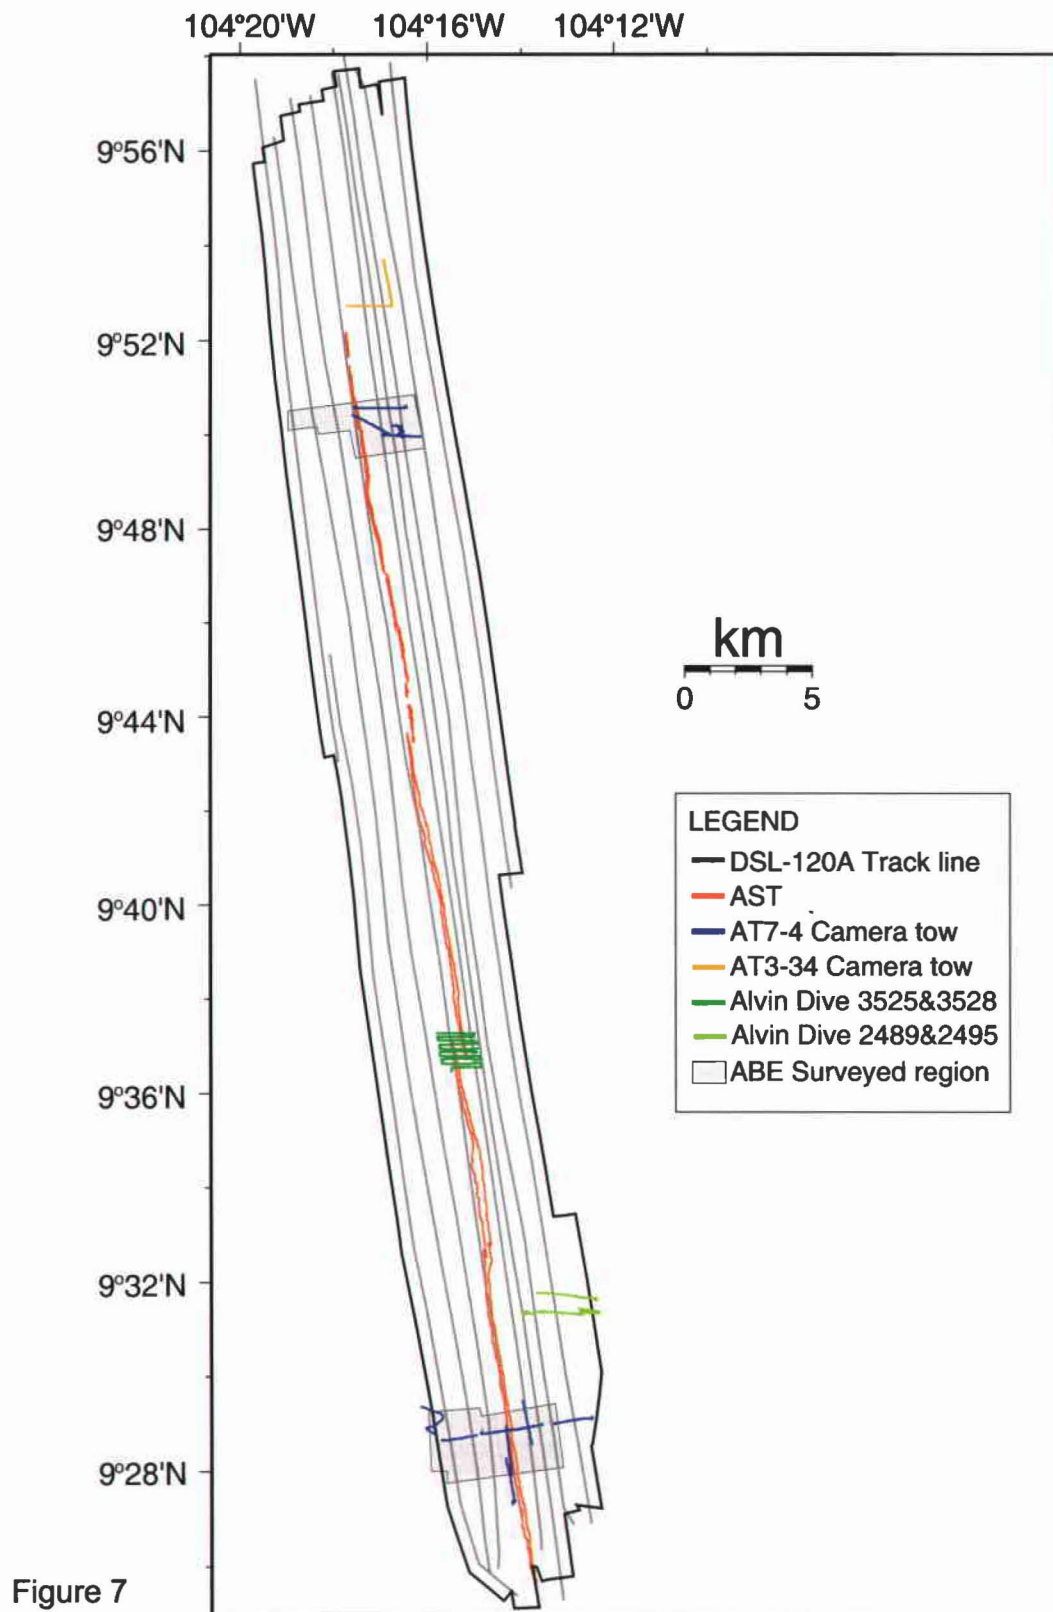 104°20'W 104°16'W 104°12'W
9°56'N
9°52'N
9°48'N
9°44'N
9°40'N
9°36'N
9°32'N
9°28'N
km
0 5
LEGEND
DSL-120A Track line
AST
AT7-4 Camera tow
AT3-34 Camera tow
Alvin Dive 3525&3528
Alvin Dive 2489&2495
ABE Surveyed region
Figure 7